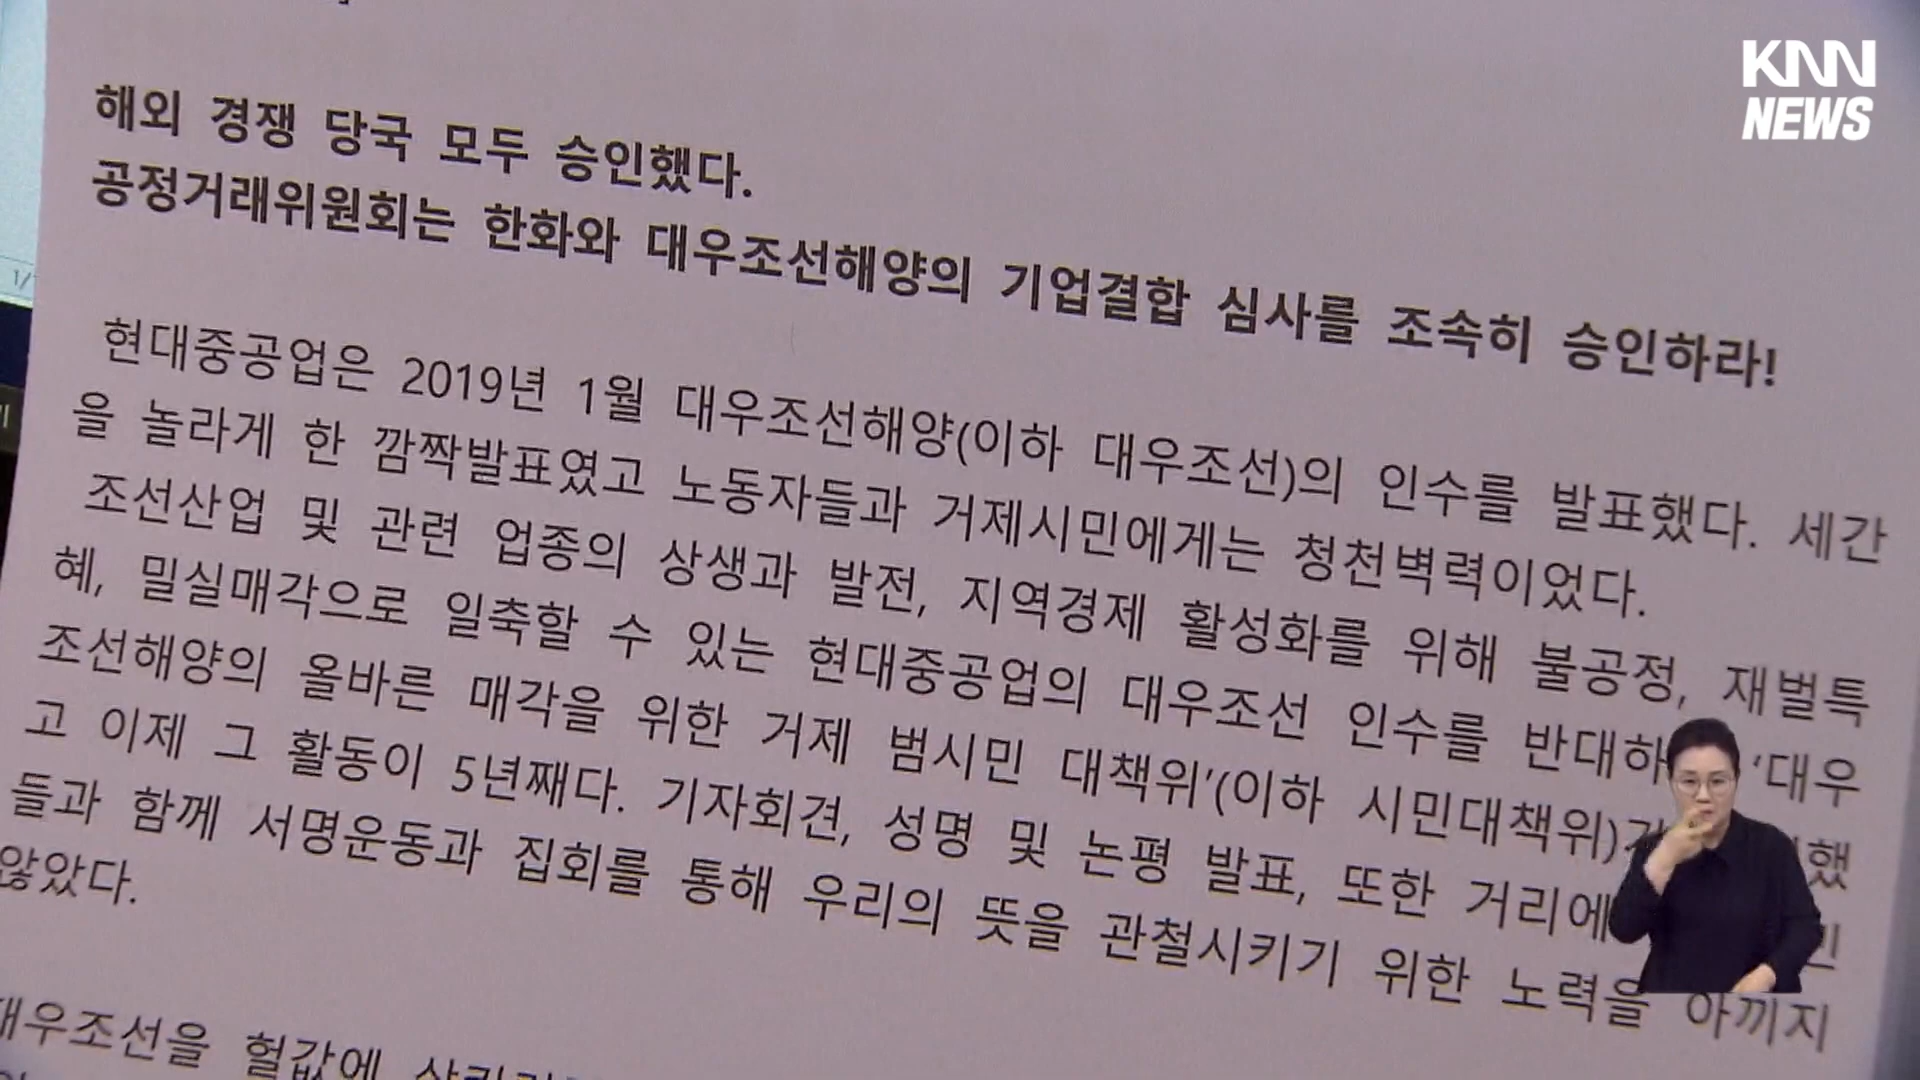 KNN
NEWS
해외 경쟁 당국 모두 승인했다.
공정거래위원회는 한화와 대우조선해양의 기업결합 심사를 조속히 승인하라!
현대중공업은 2019년 1월 대우조선해양(이하 대우조선)의 인수를 발표했다. 세간
을 놀라게 한 깜짝발표였고 노동자들과 거제시민에게는 청천벽력이었다.
조선산업 및 관련 업종의 상생과 발전, 지역경제 활성화를 위해 불공정, 재벌특
혜, 밀실매각으로 일축할 수 있는 현대중공업의 대우조선 인수를 반대하 ‘대우
조선해양의 올바른 매각을 위한 거제 범시민 대책위’(이하 시민대책위)가 했
고 이제 그 활동이 5년째다. 기자회견, 성명 및 논평 발표, 또한 거리에
들과 함께 서명운동과 집회를 통해 우리의 뜻을 관철시키기 위한 노력을 아끼지
않았다.
대우조선을 헐값에